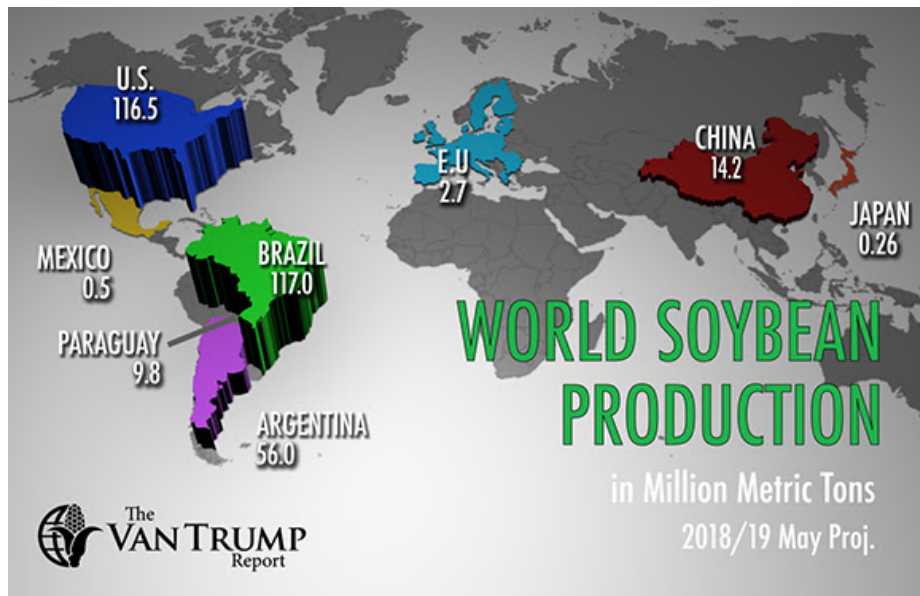 U.S.
116.5
E.U
2.7
CHINA
14.2
JAPAN
0.26
MEXICO
0.5
BRAZIL
117.0
PARAGUAY
9.8
ARGENTINA
56.0
WORLD SOYBEAN
PRODUCTION
in Million Metric Tons
2018/19 May Proj.
The
VAN TRUMP
Report